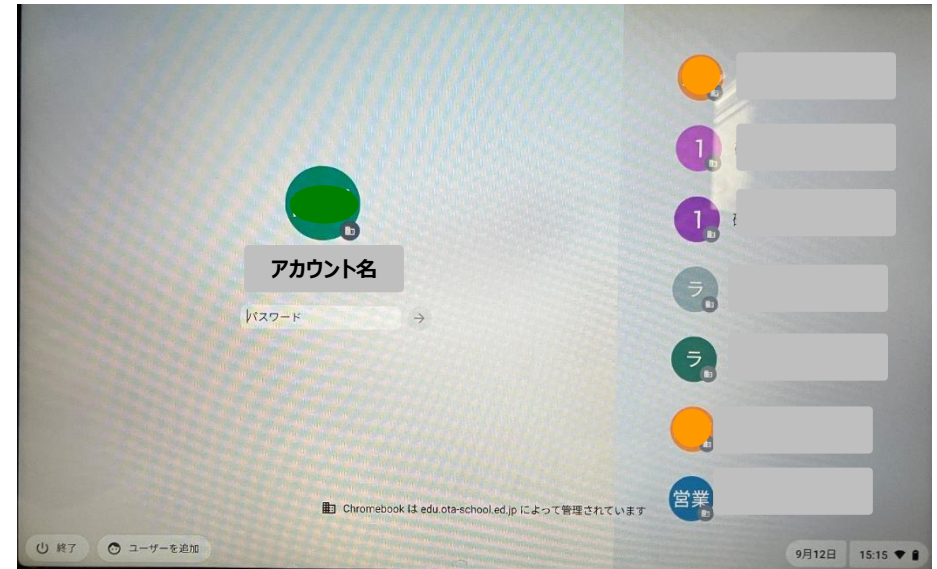 1
1
ラ
ラ
営業
アカウント名
パスワード
Chromebook は edu.ota-school.ed.jp によって管理されています
終了
ユーザーを追加
9月12日
15:15